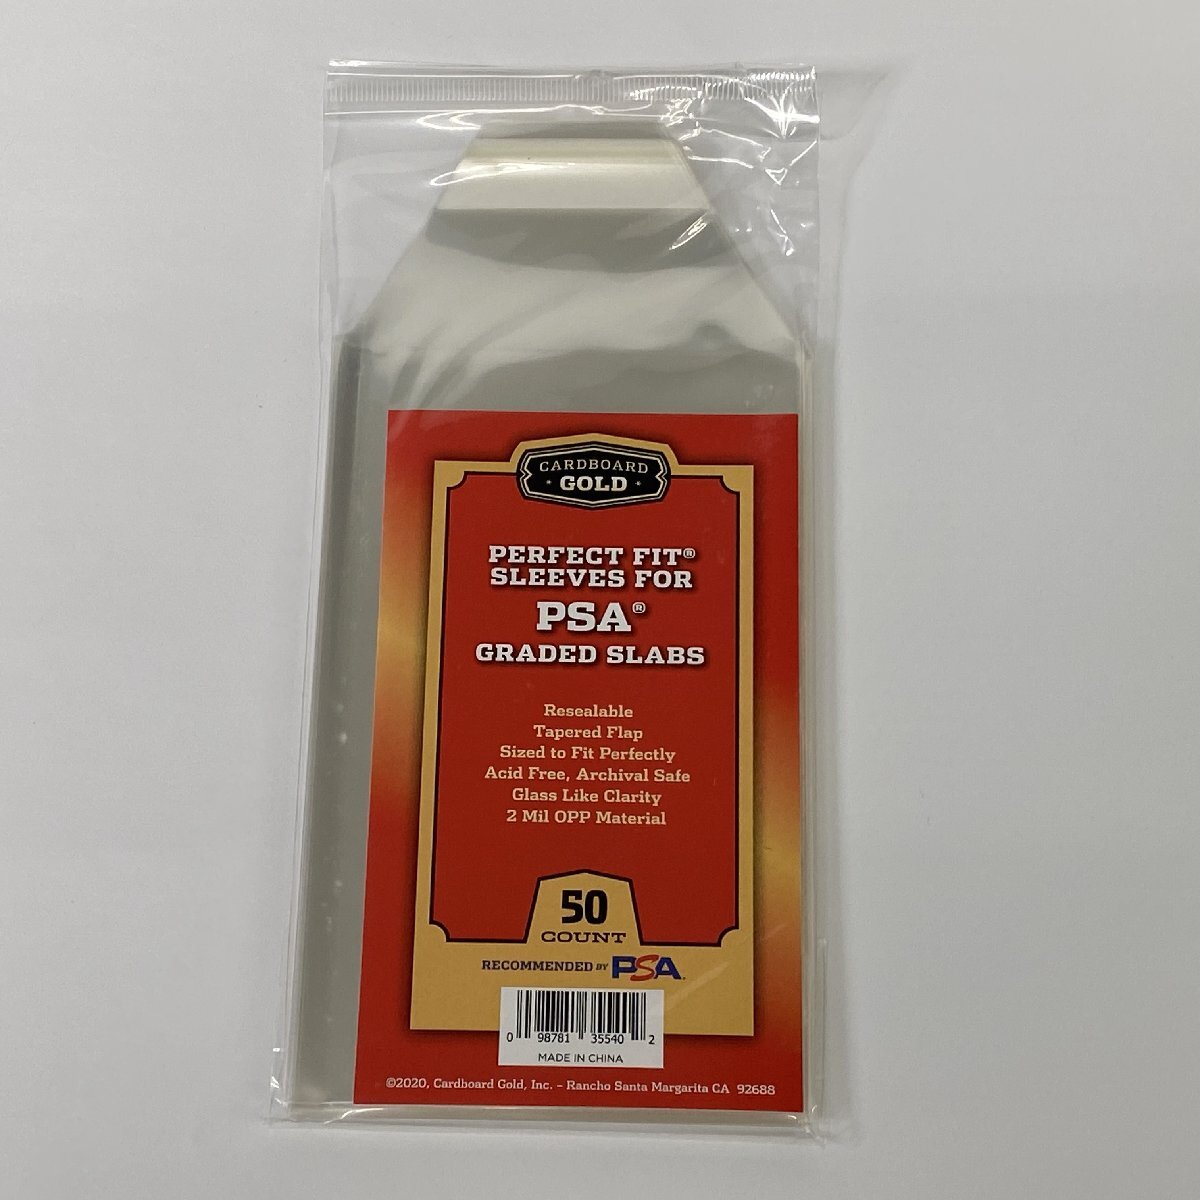 CARDBOARD
GOLD
PERFECT FIT®
SLEEVES FOR
PSA®
GRADED SLABS
Resealable
Tapered Flap
Sized to Fit Perfectly
Acid Free, Archival Safe
Glass Like Clarity
2 Mil OPP Material
50
COUNT
RECOMMENDED BY PSA
0 98781 35540 2
MADE IN CHINA
©2020, Cardboard Gold, Inc. – Rancho Santa Margarita CA 92688